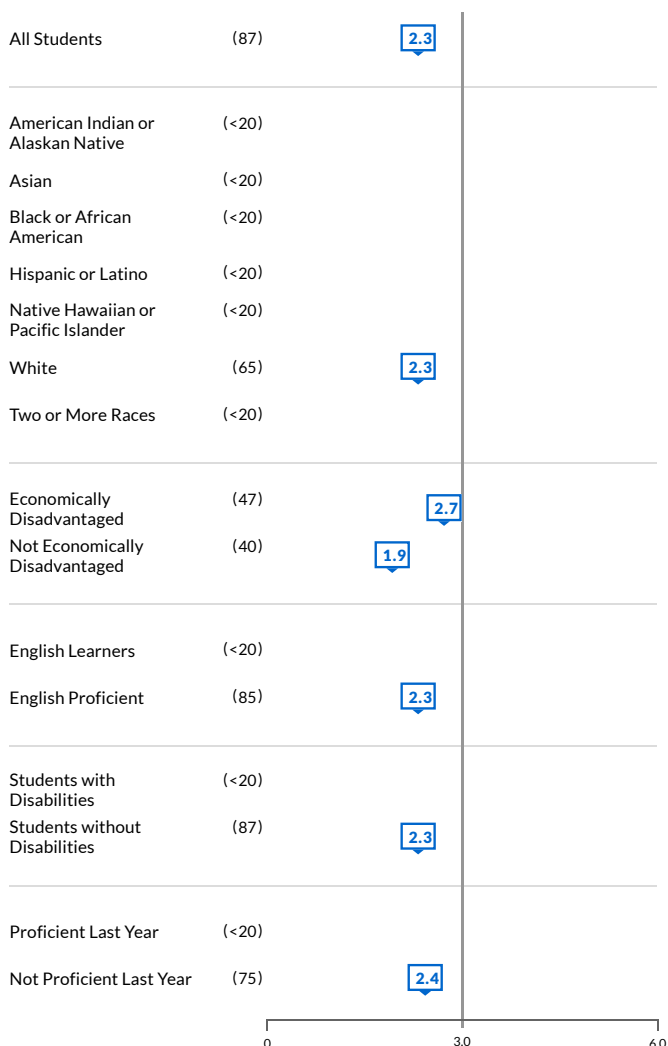 All Students (87) 2.3
American Indian or (<20)
Alaskan Native
Asian (<20)
Black or African (<20)
American
Hispanic or Latino (<20)
Native Hawaiian or (<20)
Pacific Islander
White (65) 2.3
Two or More Races (<20)
Economically (47) 2.7
Disadvantaged
Not Economically (40) 1.9
Disadvantaged
English Learners (<20)
English Proficient (85) 2.3
Students with (<20)
Disabilities
Students without (87) 2.3
Disabilities
Proficient Last Year (<20)
Not Proficient Last Year (75) 2.4
0 3.0 6.0